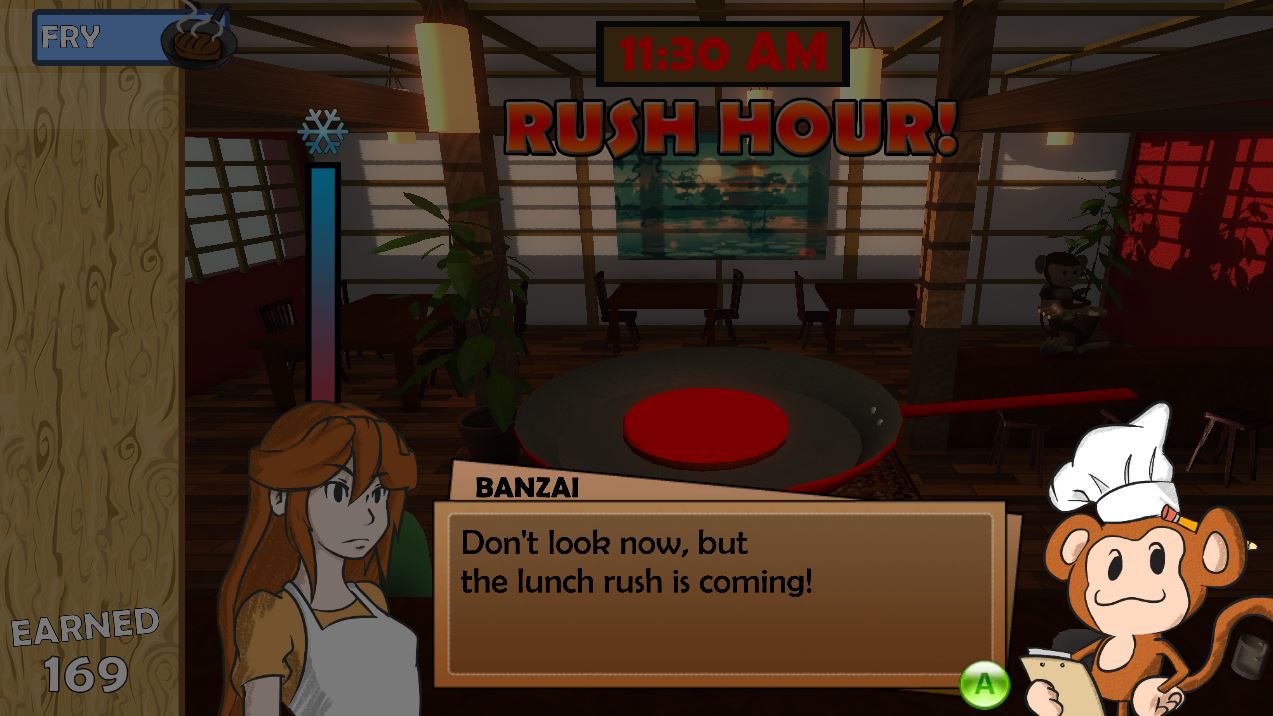 FRY
11:30 AM
RUSH HOUR!
BANZAI
Don't look now, but
the lunch rush is coming!
A
EARNED
169